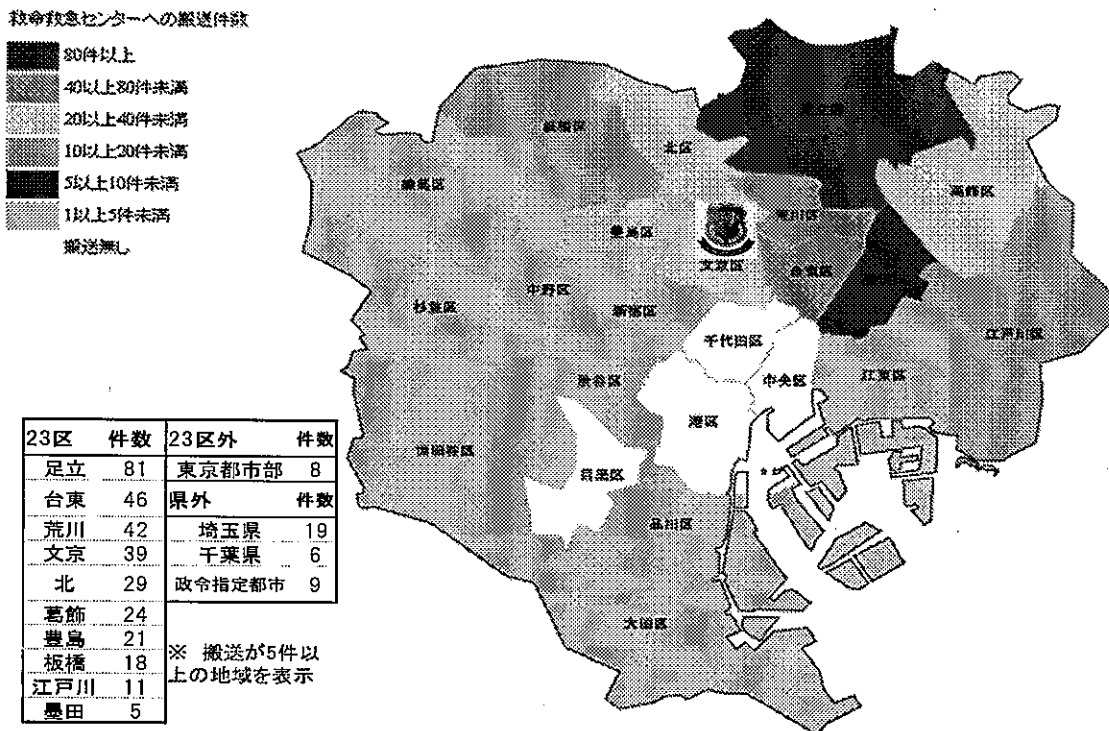 救命救急センターへの搬送件数
80件以上
40以上80件未満
20以上40件未満
10以上20件未満
5以上10件未満
1以上5件未満
搬送無し
板橋区
北区
練馬区
葛飾区
荒川区
豊島区
文京区
台東区
中野区
杉並区
新宿区
千代田区
江戸川区
渋谷区
中央区
江東区
港区
世田谷区
目黒区
品川区
大田区
23区 件数 23区外 件数
足立 81 東京都市部 8
台東 46 県外 件数
荒川 42 埼玉県 19
文京 39 千葉県 6
北 29 政令指定都市 9
葛飾 24
豊島 21
板橋 18
江戸川 11
墨田 5
※ 搬送が5件以
上の地域を表示